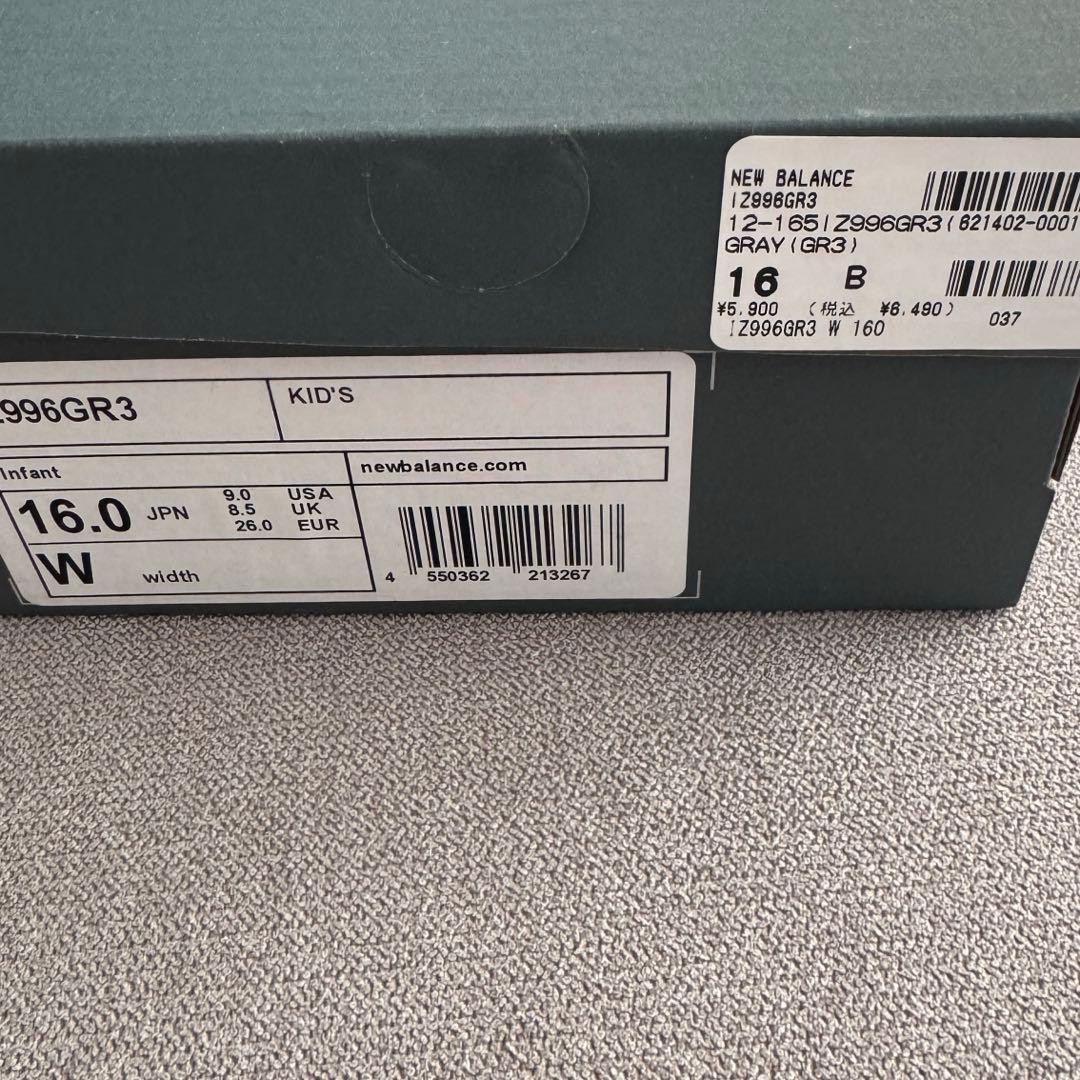 NEW BALANCE
IZ996GR3
12-165IZ996GR3(821402-0001
GRAY(GR3)
16 B
¥5,900 (税込 ¥6,490)
IZ996GR3 W 160
037
Z996GR3
KID'S
Infant
newbalance.com
16.0 JPN
9.0 USA
8.5 UK
26.0 EUR
W width
4 550362 213267